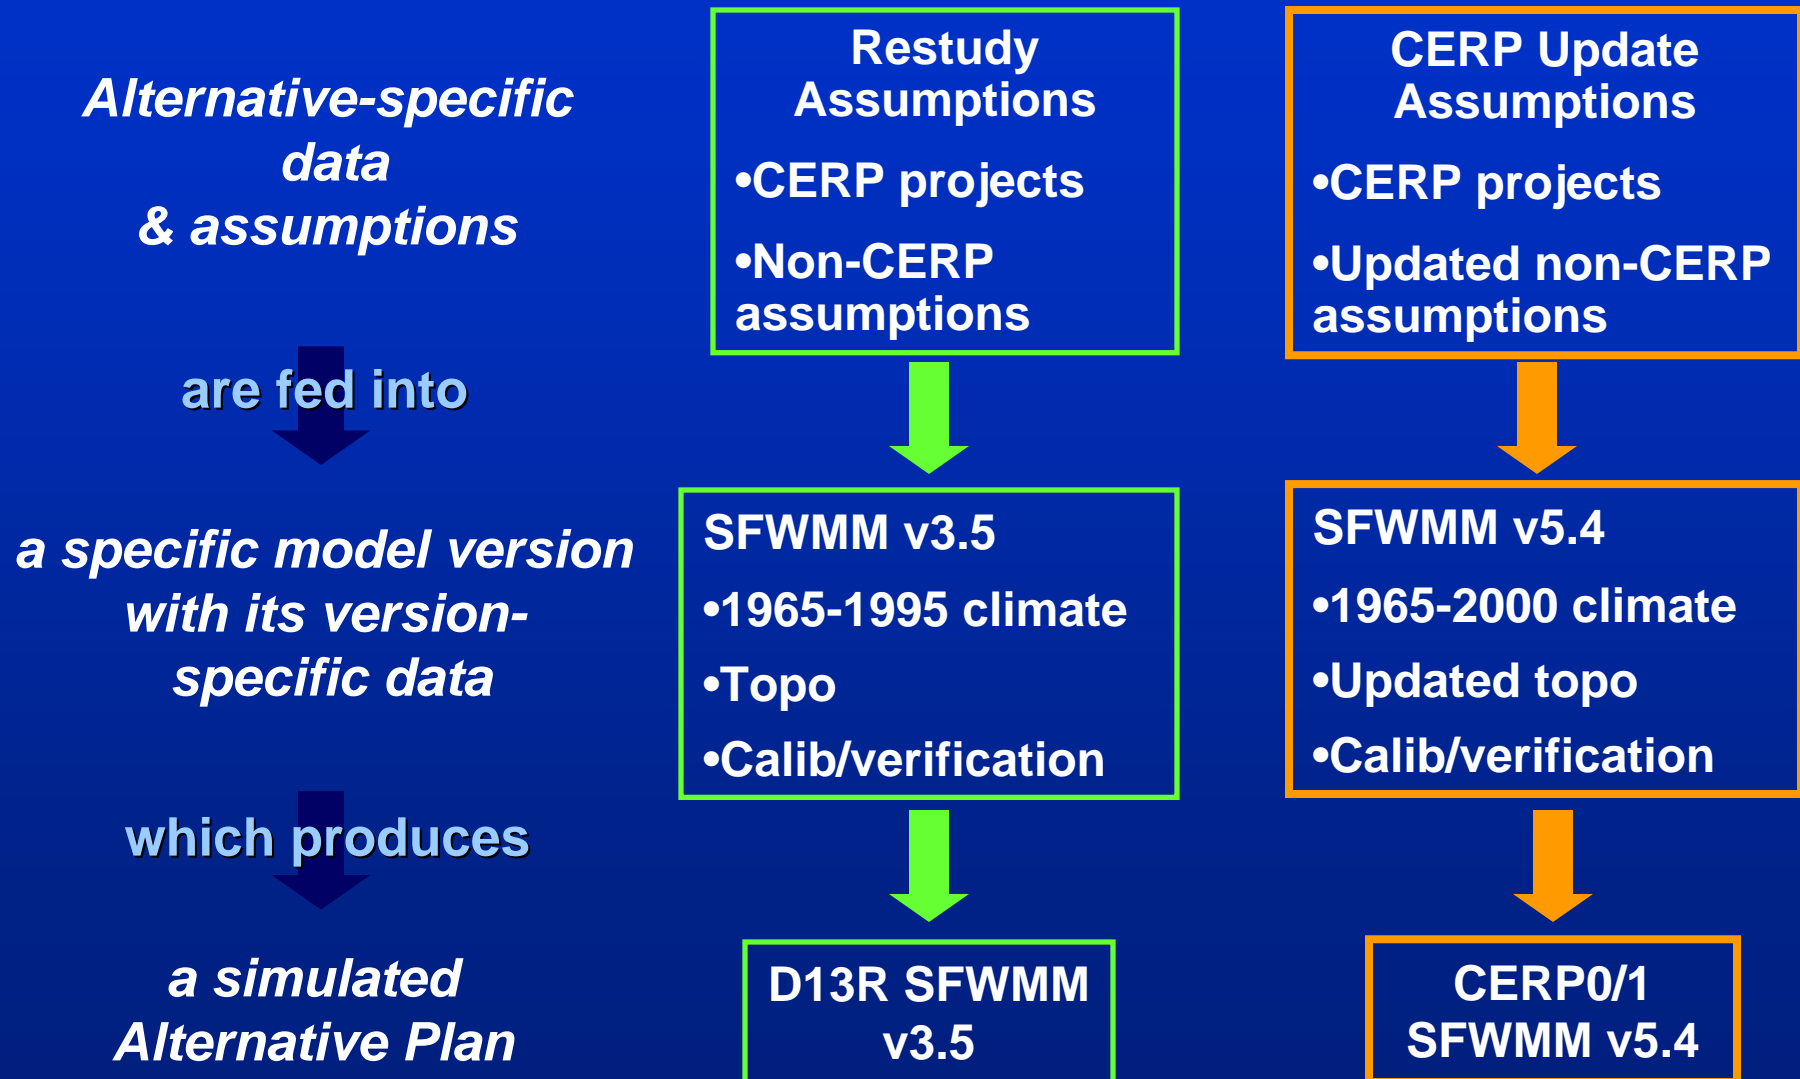 Alternative-specific
data
& assumptions
are fed into
a specific model version
with its version-
specific data
which produces
a simulated
Alternative Plan
Restudy
Assumptions
•CERP projects
•Non-CERP
assumptions
SFWMM v3.5
•1965-1995 climate
•Topo
•Calib/verification
D13R SFWMM
v3.5
CERP Update
Assumptions
•CERP projects
•Updated non-CERP
assumptions
SFWMM v5.4
•1965-2000 climate
•Updated topo
•Calib/verification
CERP0/1
SFWMM v5.4